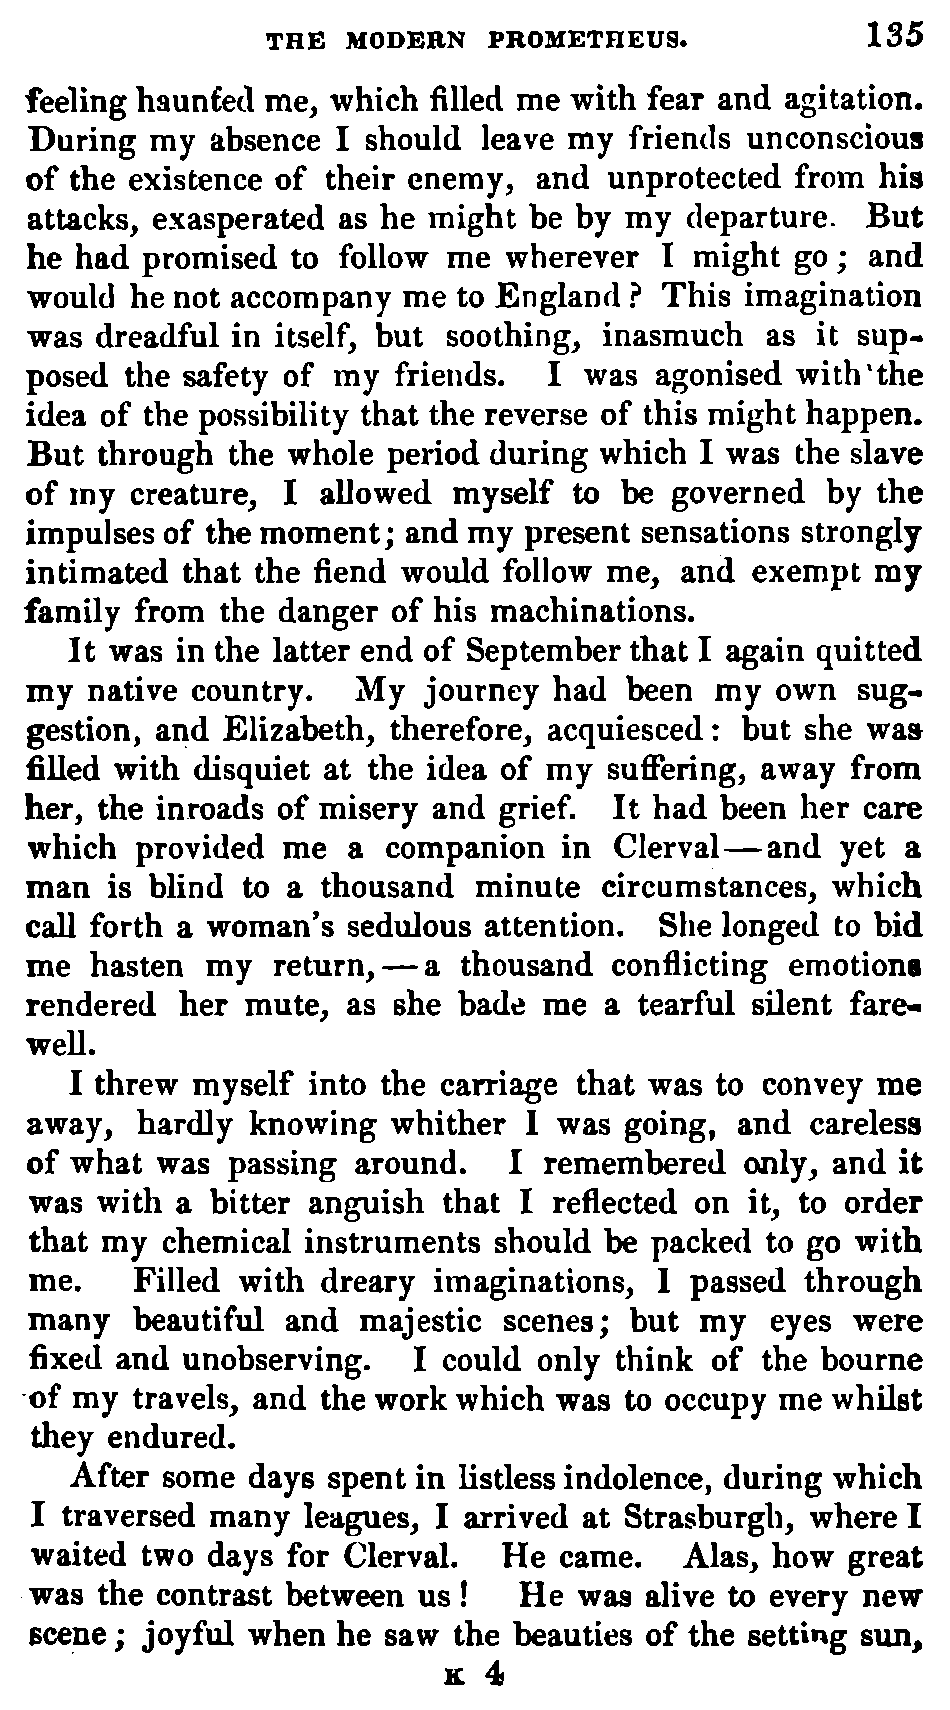 THE MODERN PROMETHEUS. 135
feeling haunted me, which filled me with fear and agitation.
During my absence I should leave my friends unconscious
of the existence of their enemy, and unprotected from his
attacks, exasperated as he might be by my departure. But
he had promised to follow me wherever I might go ; and
would he not accompany me to England ? This imagination
was dreadful in itself, but soothing, inasmuch as it sup-
posed the safety of my friends. I was agonised with the
idea of the possibility that the reverse of this might happen.
But through the whole period during which I was the slave
of my creature, I allowed myself to be governed by the
impulses of the moment; and my present sensations strongly
intimated that the fiend would follow me, and exempt my
family from the danger of his machinations.
It was in the latter end of September that I again quitted
my native country. My journey had been my own sug-
gestion, and Elizabeth, therefore, acquiesced : but she was
filled with disquiet at the idea of my suffering, away from
her, the inroads of misery and grief. It had been her care
which provided me a companion in Clerval—and yet a
man is blind to a thousand minute circumstances, which
call forth a woman's sedulous attention. She longed to bid
me hasten my return,—a thousand conflicting emotions
rendered her mute, as she bade me a tearful silent fare-
well.
I threw myself into the carriage that was to convey me
away, hardly knowing whither I was going, and careless
of what was passing around. I remembered only, and it
was with a bitter anguish that I reflected on it, to order
that my chemical instruments should be packed to go with
me. Filled with dreary imaginations, I passed through
many beautiful and majestic scenes; but my eyes were
fixed and unobserving. I could only think of the bourne
of my travels, and the work which was to occupy me whilst
they endured.
After some days spent in listless indolence, during which
I traversed many leagues, I arrived at Strasburgh, where I
waited two days for Clerval. He came. Alas, how great
was the contrast between us ! He was alive to every new
scene ; joyful when he saw the beauties of the setting sun,
K 4